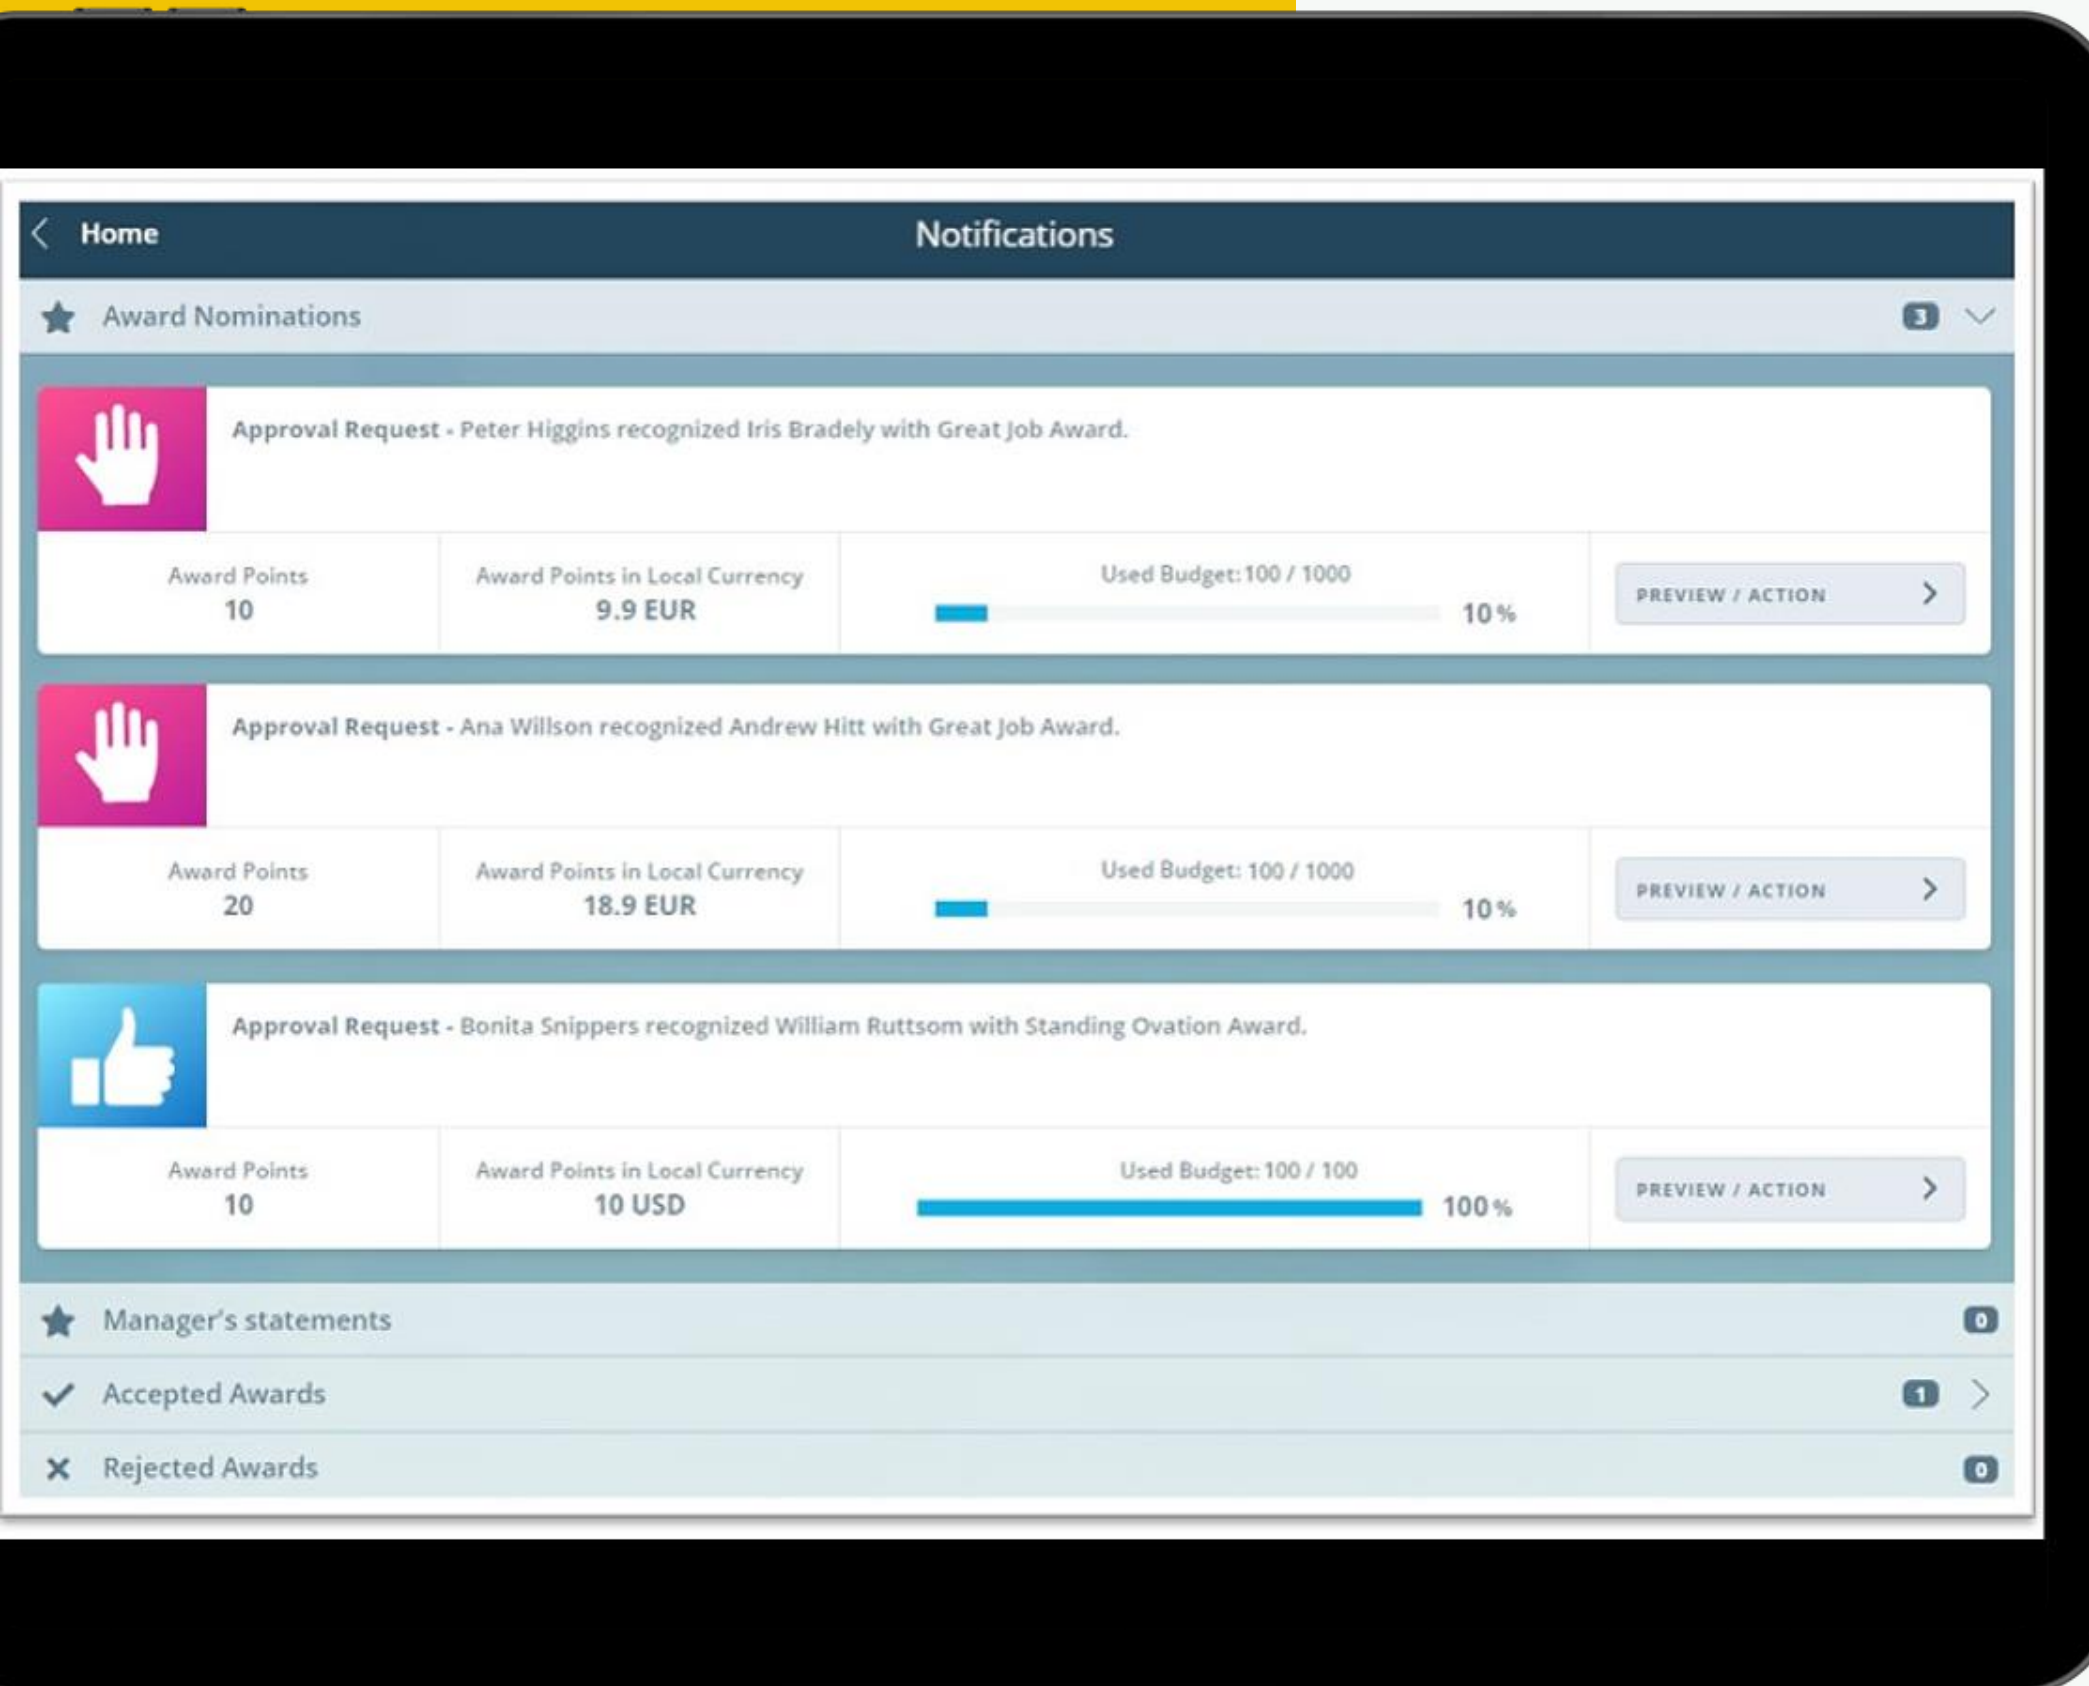 Home
Notifications
Award Nominations
3
Approval Request - Peter Higgins recognized Iris Bradely with Great Job Award.
Award Points
10
Award Points in Local Currency
9.9 EUR
Used Budget: 100 / 1000
10 %
PREVIEW / ACTION
Approval Request - Ana Willson recognized Andrew Hitt with Great Job Award.
Award Points
20
Award Points in Local Currency
18.9 EUR
Used Budget: 100 / 1000
10 %
PREVIEW / ACTION
Approval Request - Bonita Snippers recognized William Ruttsom with Standing Ovation Award.
Award Points
10
Award Points in Local Currency
10 USD
Used Budget: 100 / 100
100 %
PREVIEW / ACTION
Manager's statements
0
Accepted Awards
1
Rejected Awards
0